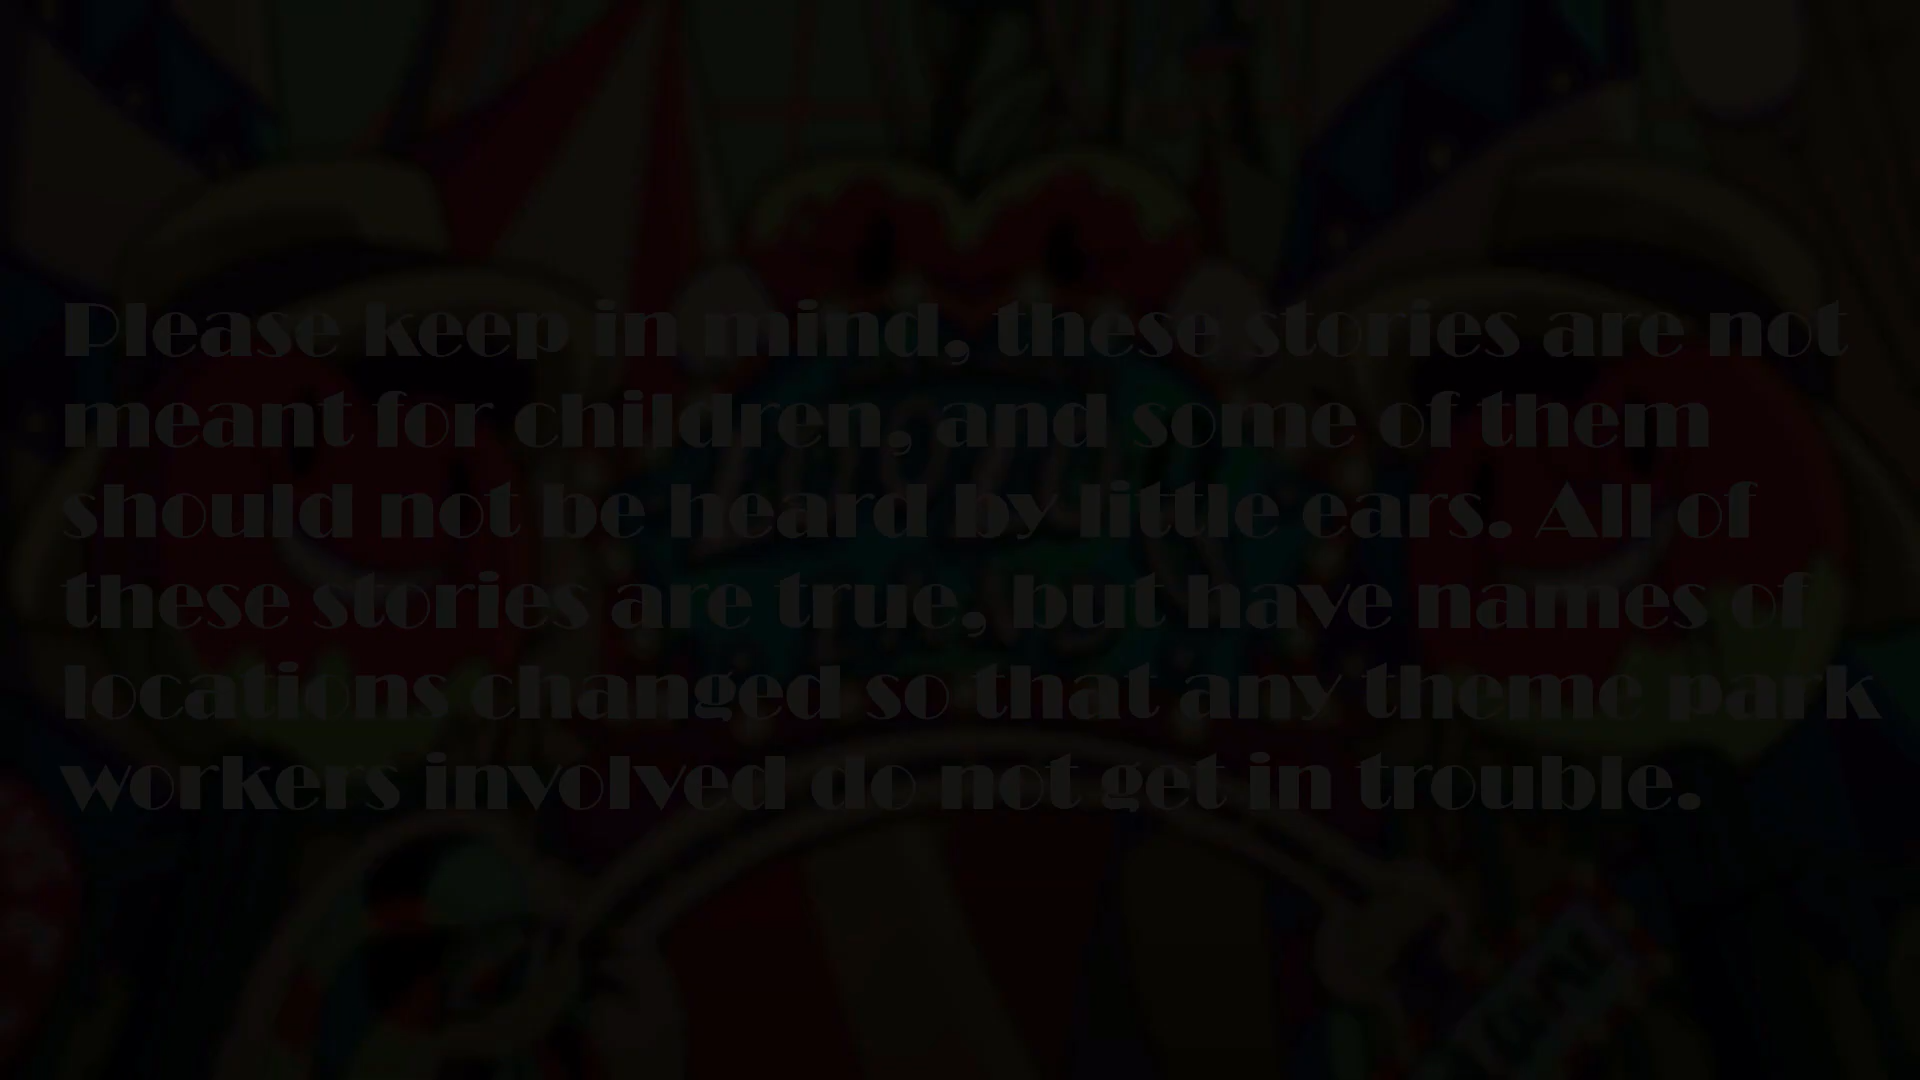 Please keep in mind, these stories are not
meant for children, and some of them
should not be heard by little ears. All of
these stories are true, but have names of
locations changed so that any theme park
workers involved do not get in trouble.